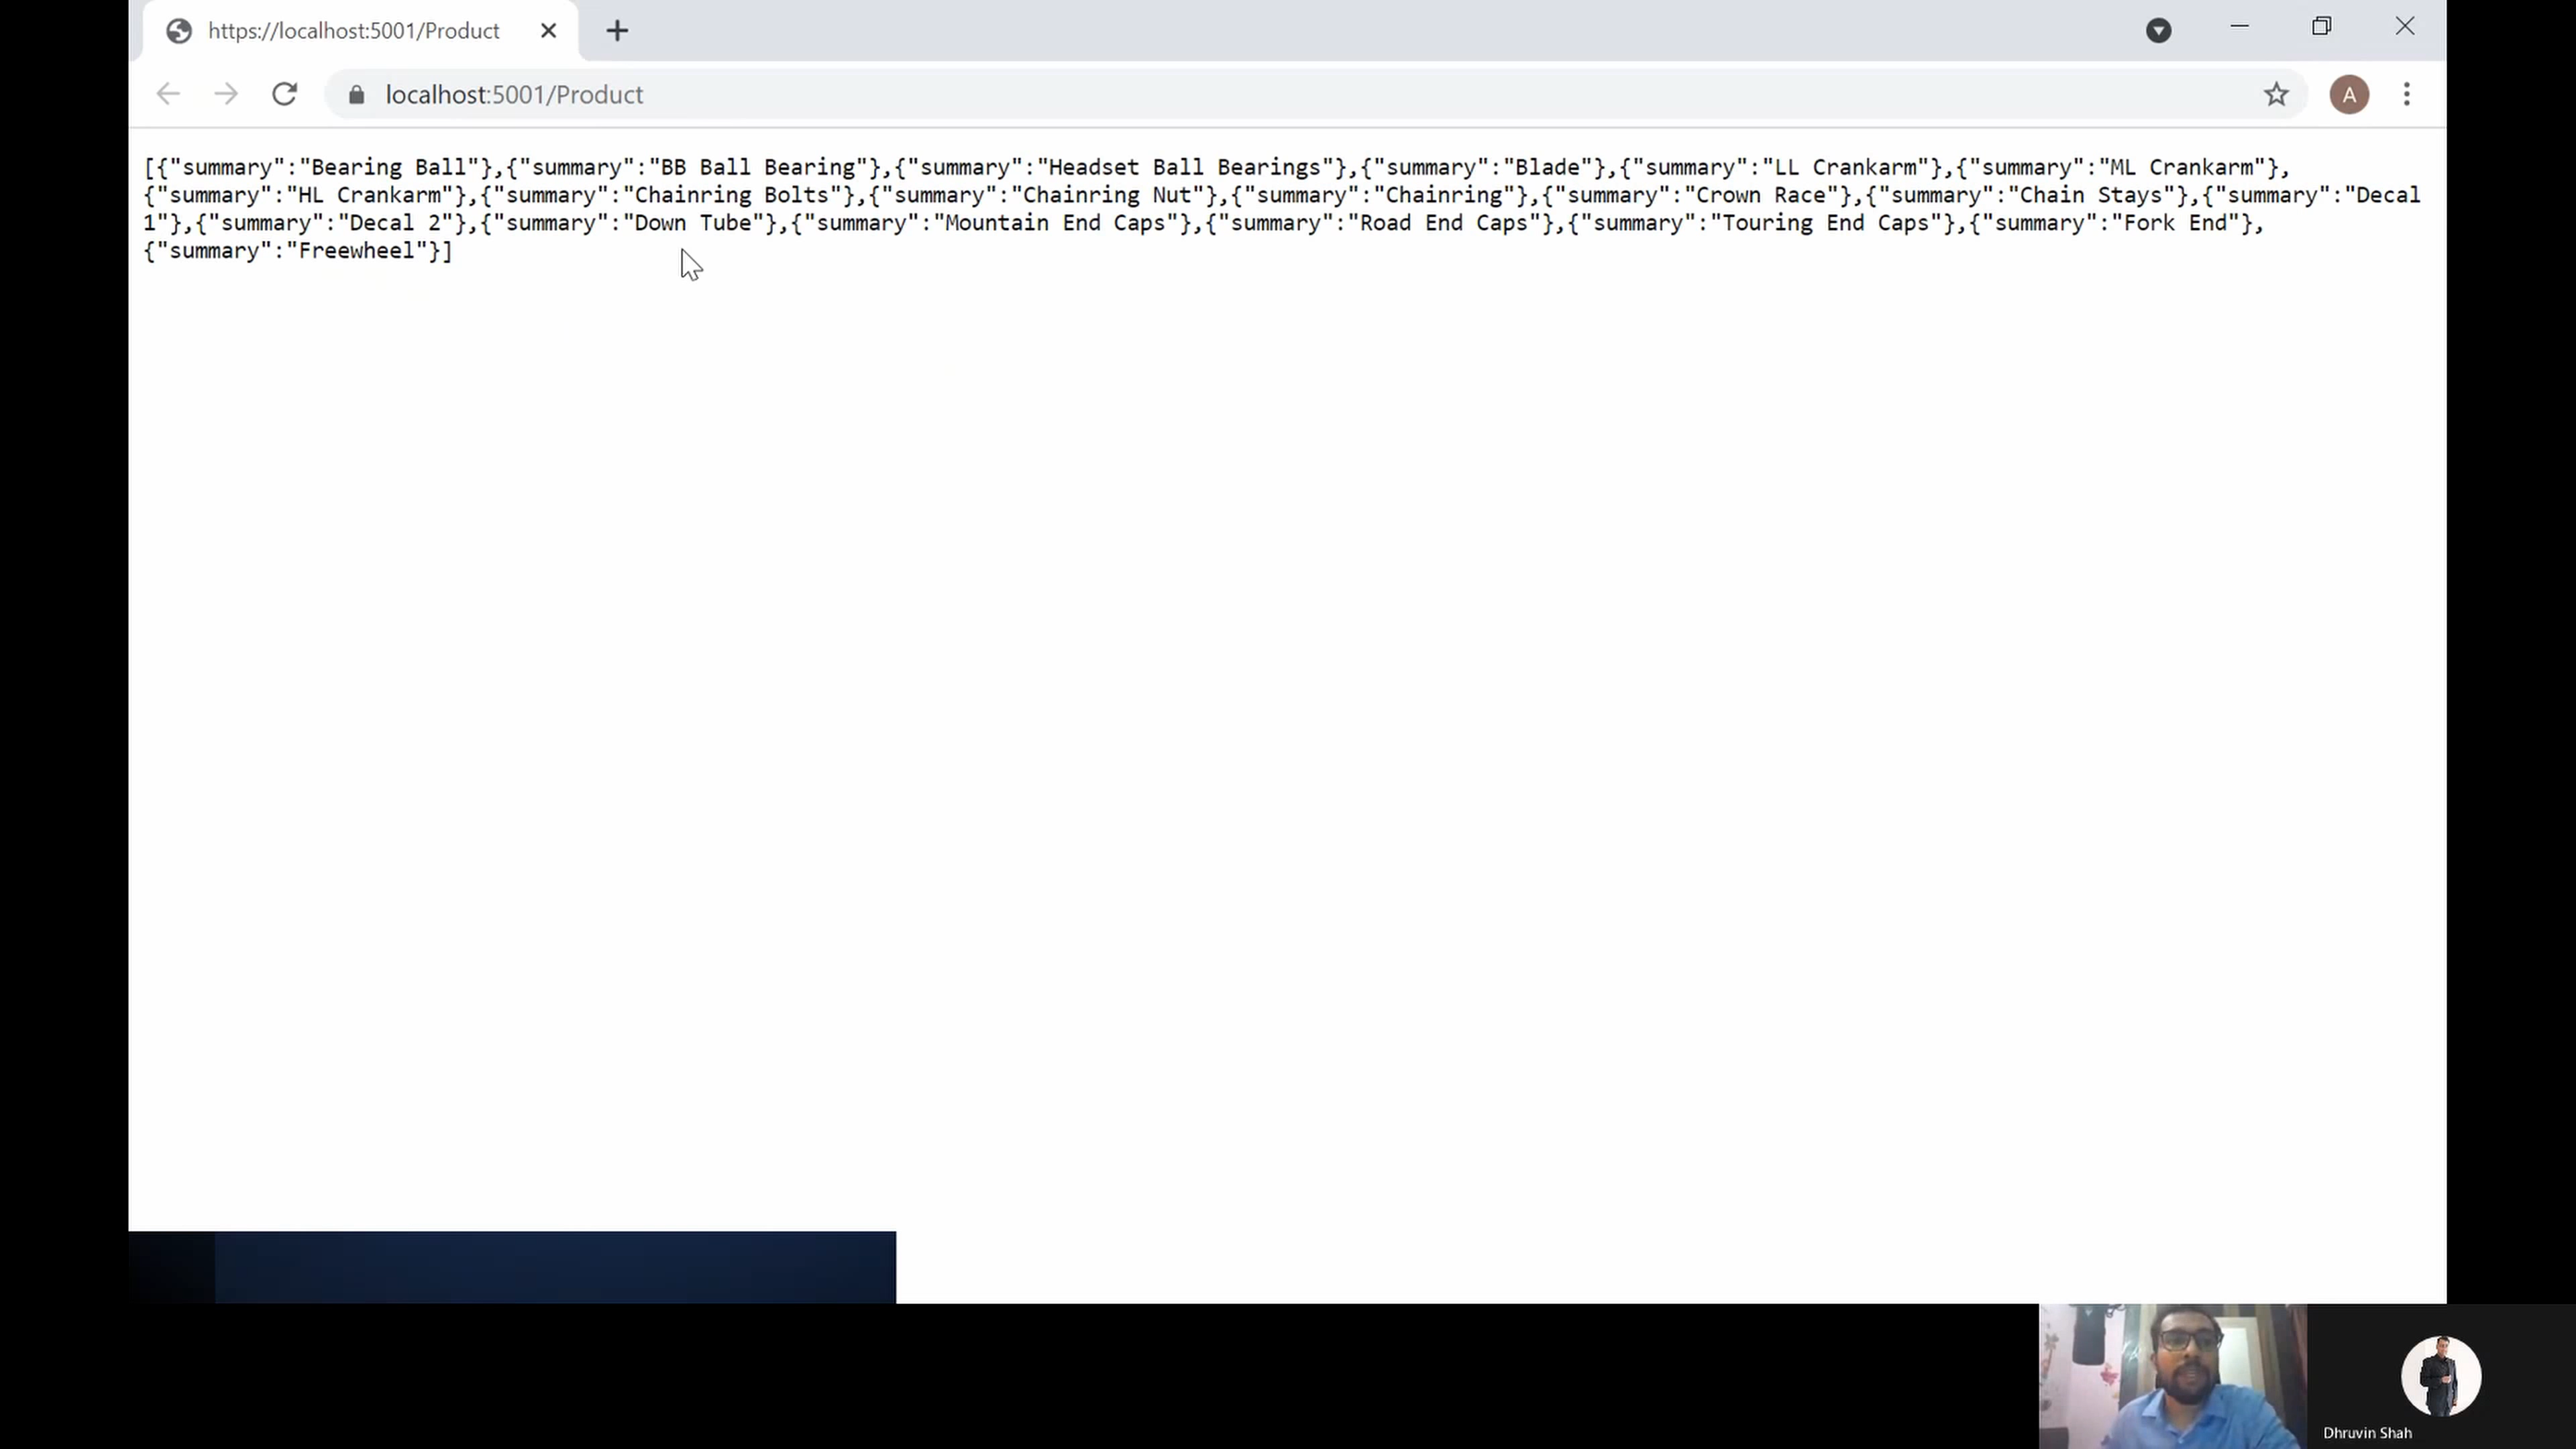 https://localhost:5001/Product
localhost:5001/Product
A
[{"summary":"Bearing Ball"},{"summary":"BB Ball Bearing"},{"summary":"Headset Ball Bearings"},{"summary":"Blade"},{"summary":"LL Crankarm"},{"summary":"ML Crankarm"},
{"summary":"HL Crankarm"},{"summary":"Chainring Bolts"},{"summary":"Chainring Nut"},{"summary":"Chainring"},{"summary":"Crown Race"},{"summary":"Chain Stays"},{"summary":"Decal
1"},{"summary":"Decal 2"},{"summary":"Down Tube"},{"summary":"Mountain End Caps"},{"summary":"Road End Caps"},{"summary":"Touring End Caps"},{"summary":"Fork End"},
{"summary":"Freewheel"}]
Dhruvin Shah